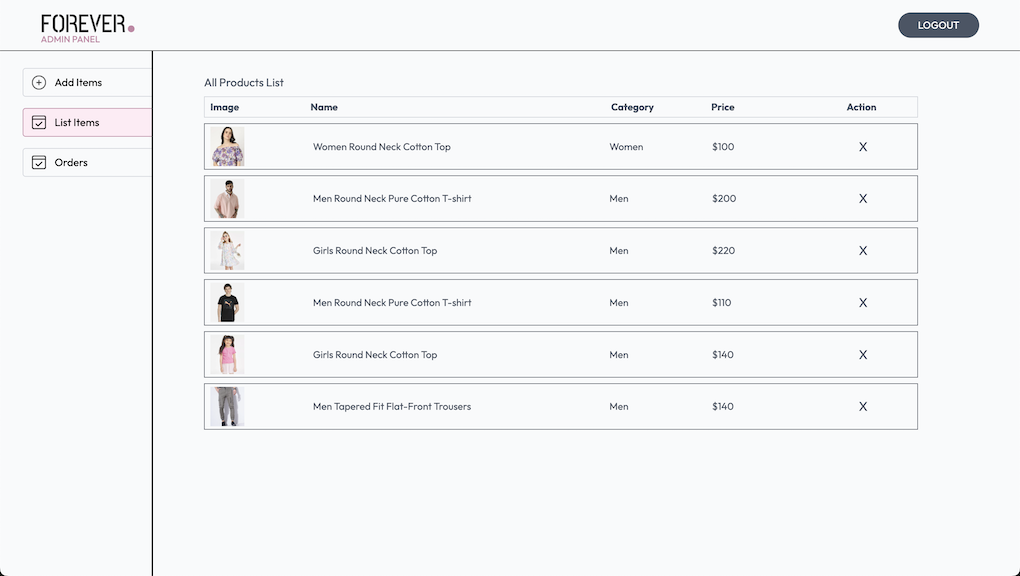 FOREVER.
ADMIN PANEL
LOGOUT
Add Items
List Items
Orders
All Products List
Image Name Category Price Action
Women Round Neck Cotton Top Women $100 X
Men Round Neck Pure Cotton T-shirt Men $200 X
Girls Round Neck Cotton Top Men $220 X
Men Round Neck Pure Cotton T-shirt Men $110 X
Girls Round Neck Cotton Top Men $140 X
Men Tapered Fit Flat-Front Trousers Men $140 X